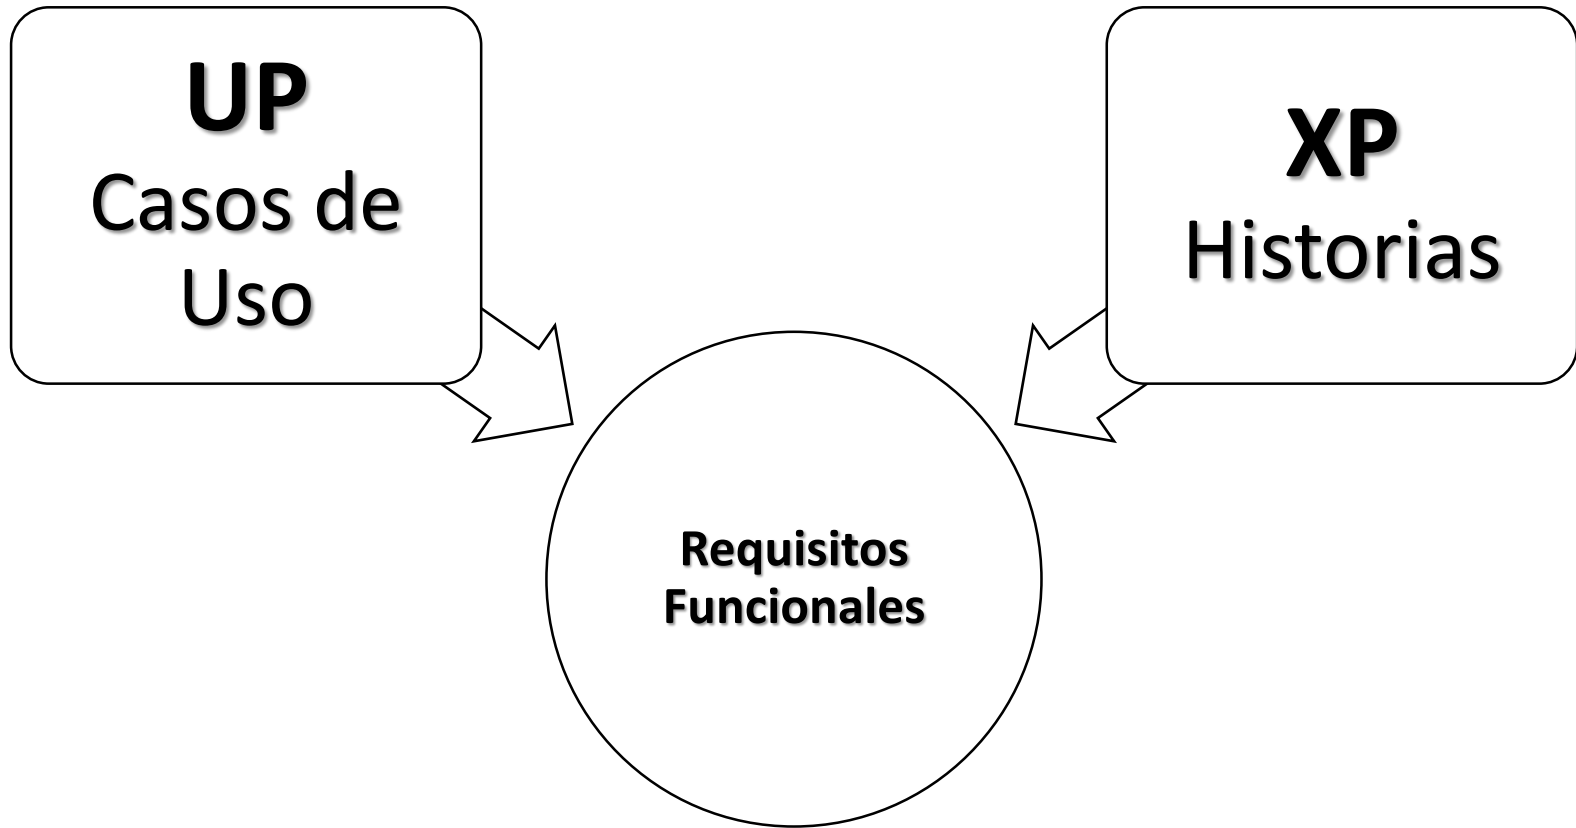 UP
Casos de
Uso
XP
Historias
Requisitos
Funcionales